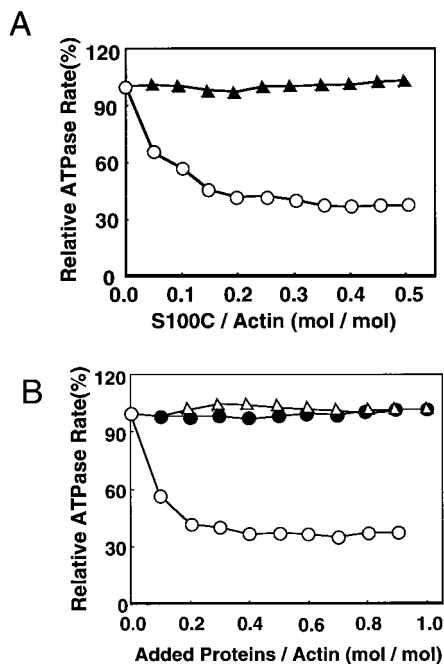 A
Relative ATPase Rate(%)
120
90
60
30
0
0.0 0.1 0.2 0.3 0.4 0.5
S100C / Actin (mol / mol)
B
Relative ATPase Rate(%)
120
90
60
30
0
0.0 0.2 0.4 0.6 0.8 1.0
Added Proteins / Actin (mol / mol)